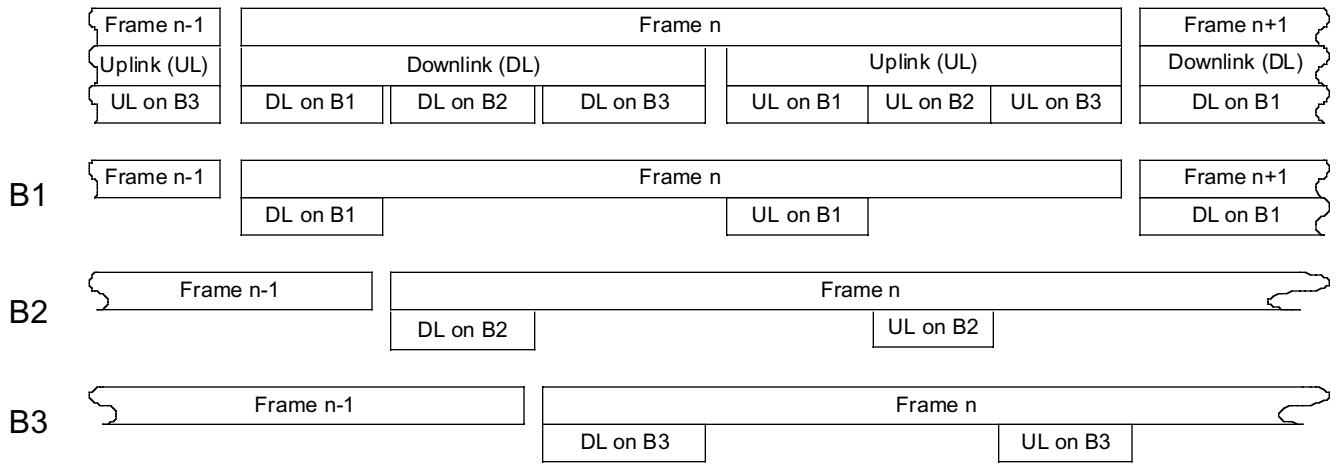 Frame n-1 Frame n Frame n+1
Uplink (UL) Downlink (DL) Uplink (UL) Downlink (DL)
UL on B3 DL on B1 DL on B2 DL on B3 UL on B1 UL on B2 UL on B3 DL on B1
B1 Frame n-1 Frame n Frame n+1
DL on B1 UL on B1 DL on B1
B2 Frame n-1 Frame n
DL on B2 UL on B2
B3 Frame n-1 Frame n
DL on B3 UL on B3